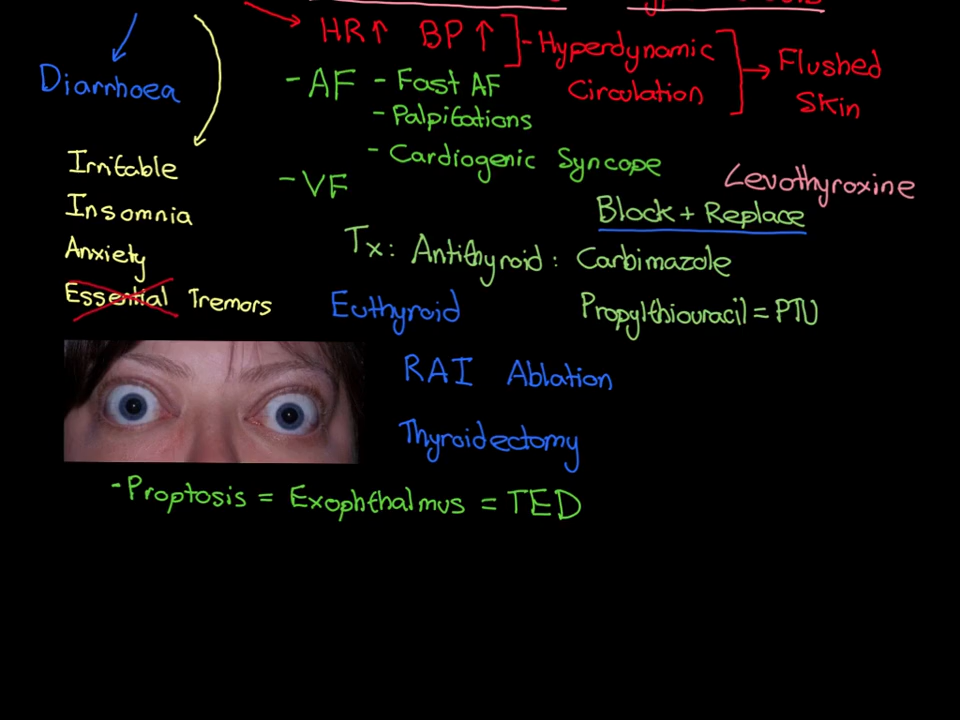 HR↑ BP↑ ] - Hyperdynamic Circulation ] → Flushed Skin
Diarrhoea
- AF - Fast AF
- Palpitations
- Cardiogenic Syncope
Irritable
Insomnia
Anxiety
Essential Tremors
- VF
Levothyroxine
Block + Replace
Tx: Antithyroid: Carbimazole
Propylthiouracil = PTU
Euthyroid
RAI Ablation
Thyroidectomy
- Proptosis = Exophthalmus = TED